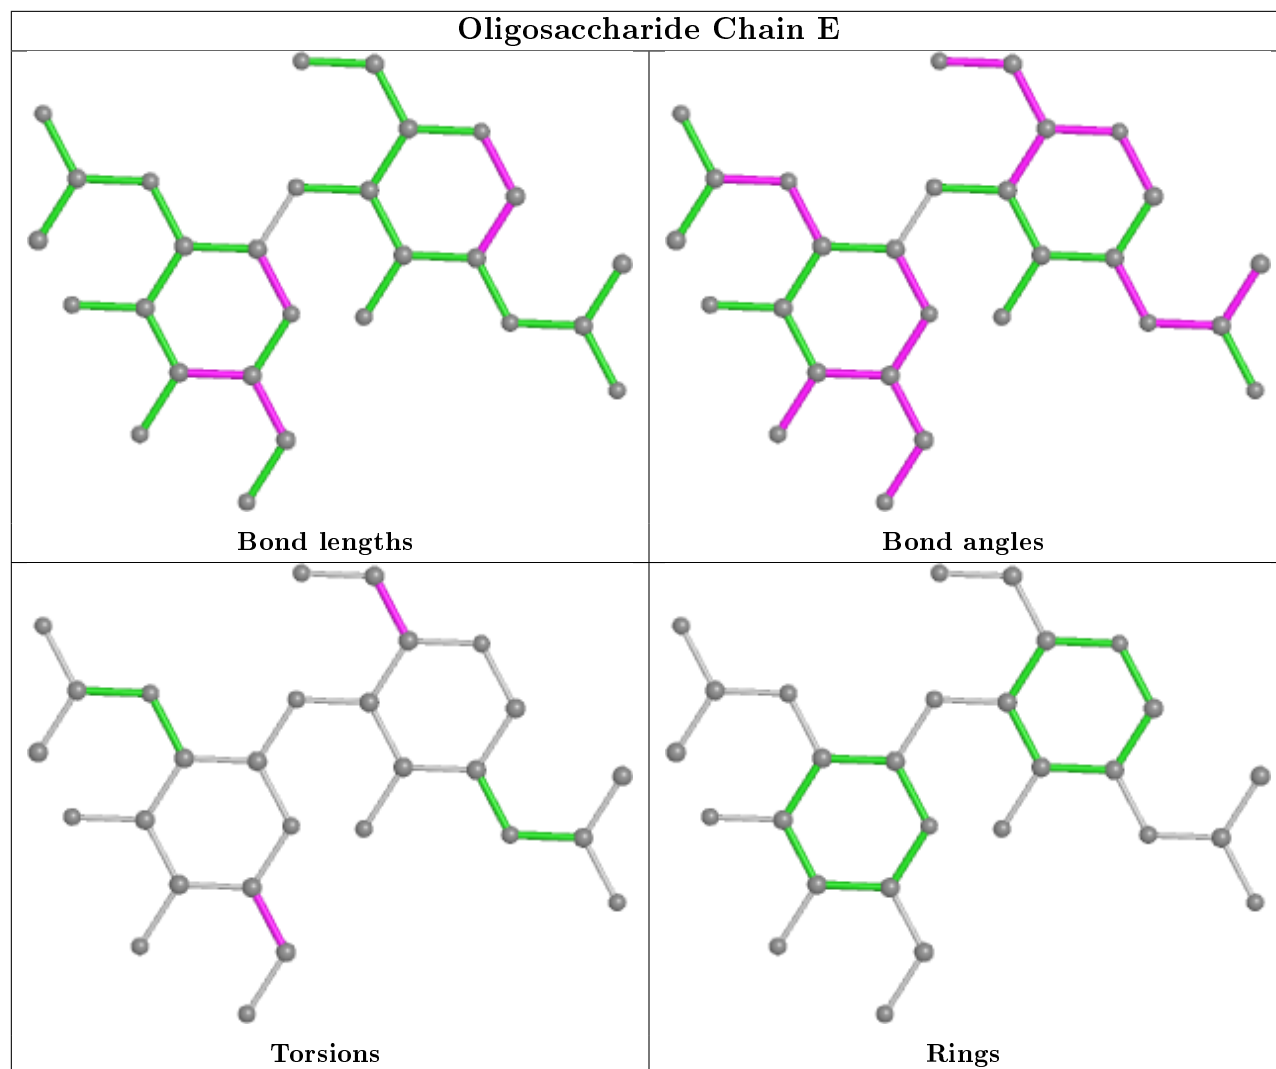 Oligosaccharide Chain E
Bond lengths
Bond angles
Torsions
Rings